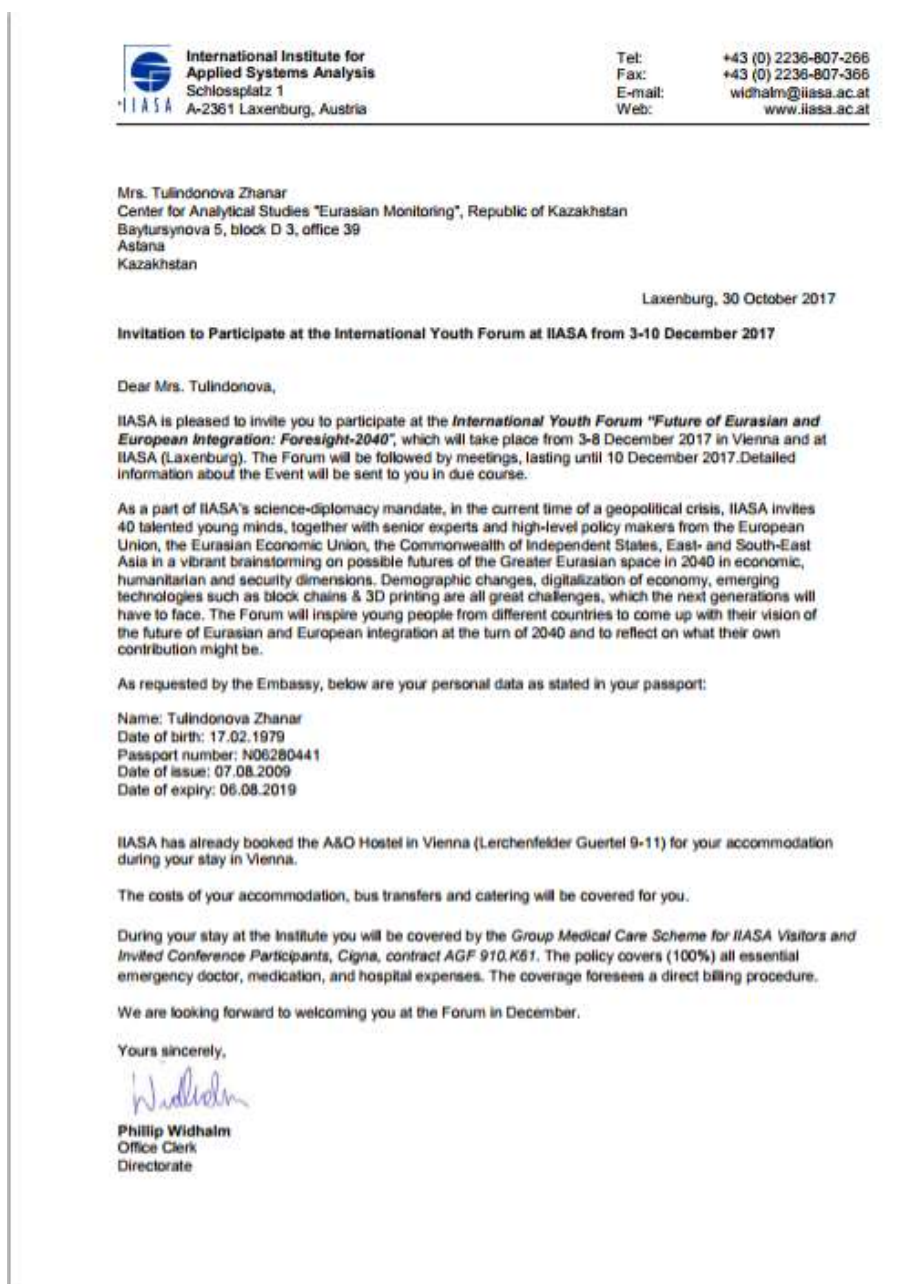 IIASA
International Institute for
Applied Systems Analysis
Schlossplatz 1
A-2361 Laxenburg, Austria
Tel: +43 (0) 2236-807-266
Fax: +43 (0) 2236-807-366
E-mail: widhalm@iiasa.ac.at
Web: www.iiasa.ac.at
Mrs. Tulindonova Zhanar
Center for Analytical Studies "Eurasian Monitoring", Republic of Kazakhstan
Baytursynova 5, block D 3, office 39
Astana
Kazakhstan
Laxenburg, 30 October 2017
Invitation to Participate at the International Youth Forum at IIASA from 3-10 December 2017
Dear Mrs. Tulindonova,
IIASA is pleased to invite you to participate at the International Youth Forum "Future of Eurasian and
European Integration: Foresight-2040", which will take place from 3-8 December 2017 in Vienna and at
IIASA (Laxenburg). The Forum will be followed by meetings, lasting until 10 December 2017.Detailed
information about the Event will be sent to you in due course.
As a part of IIASA's science-diplomacy mandate, in the current time of a geopolitical crisis, IIASA invites
40 talented young minds, together with senior experts and high-level policy makers from the European
Union, the Eurasian Economic Union, the Commonwealth of Independent States, East- and South-East
Asia in a vibrant brainstorming on possible futures of the Greater Eurasian space in 2040 in economic,
humanitarian and security dimensions. Demographic changes, digitalization of economy, emerging
technologies such as block chains & 3D printing are all great challenges, which the next generations will
have to face. The Forum will inspire young people from different countries to come up with their vision of
the future of Eurasian and European integration at the turn of 2040 and to reflect on what their own
contribution might be.
As requested by the Embassy, below are your personal data as stated in your passport:
Name: Tulindonova Zhanar
Date of birth: 17.02.1979
Passport number: N06280441
Date of issue: 07.08.2009
Date of expiry: 06.08.2019
IIASA has already booked the A&O Hostel in Vienna (Lerchenfelder Guertel 9-11) for your accommodation
during your stay in Vienna.
The costs of your accommodation, bus transfers and catering will be covered for you.
During your stay at the Institute you will be covered by the Group Medical Care Scheme for IIASA Visitors and
Invited Conference Participants, Cigna, contract AGF 910.K61. The policy covers (100%) all essential
emergency doctor, medication, and hospital expenses. The coverage foresees a direct billing procedure.
We are looking forward to welcoming you at the Forum in December.
Yours sincerely,
Widhalm
Phillip Widhalm
Office Clerk
Directorate